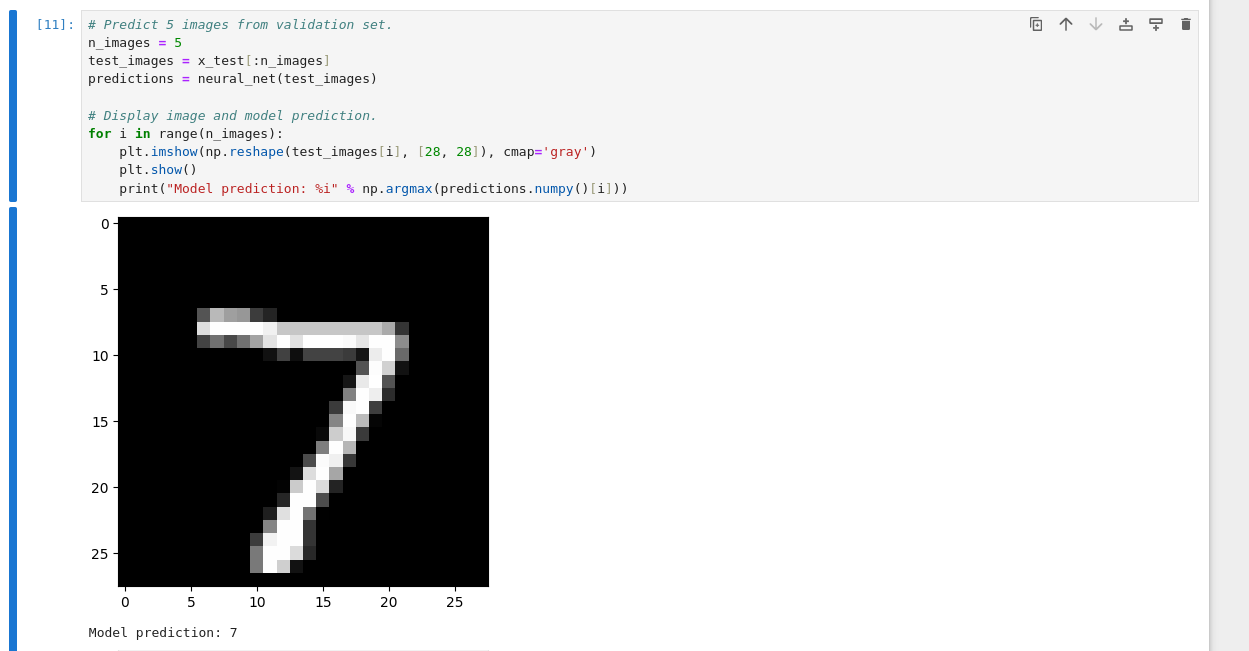 [11]:
# Predict 5 images from validation set.
n_images = 5
test_images = x_test[:n_images]
predictions = neural_net(test_images)
# Display image and model prediction.
for i in range(n_images):
    plt.imshow(np.reshape(test_images[i], [28, 28]), cmap='gray')
    plt.show()
    print("Model prediction: %i" % np.argmax(predictions.numpy()[i]))
0
5
10
15
20
25
7
0 5 10 15 20 25
Model prediction: 7